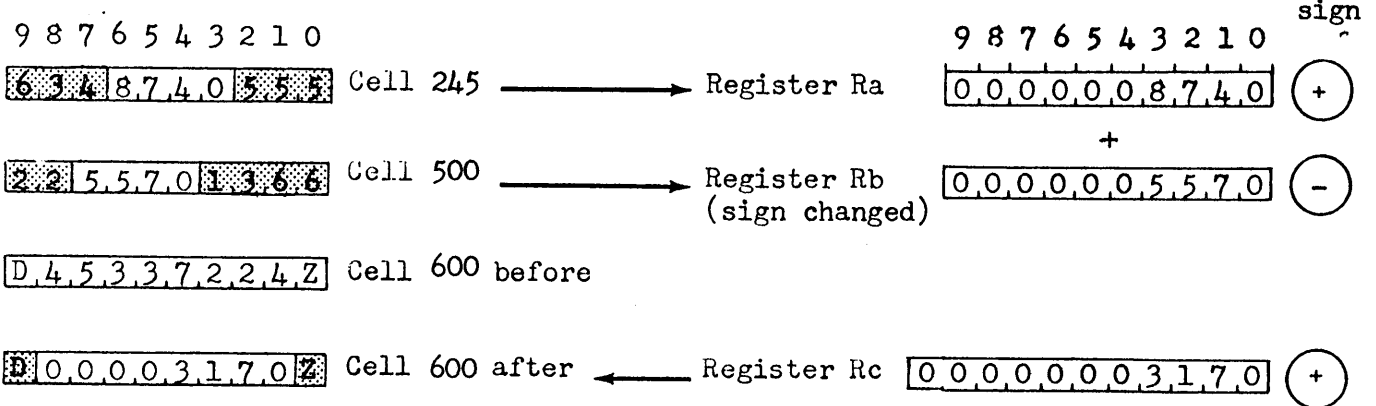 sign
9 8 7 6 5 4 3 2 1 0 9 8 7 6 5 4 3 2 1 0
6 3 4 8 7 4 0 5 5 5 Cell 245 Register Ra 0 0 0 0 0 0 8 7 4 0 +
+
2 2 5 5 7 0 1 3 6 6 Cell 500 Register Rb 0 0 0 0 0 0 5 5 7 0 -
(sign changed)
D 4 5 3 3 7 2 2 4 Z Cell 600 before
D 0 0 0 0 3 1 7 0 Z Cell 600 after Register Rc 0 0 0 0 0 0 0 3 1 7 0 +